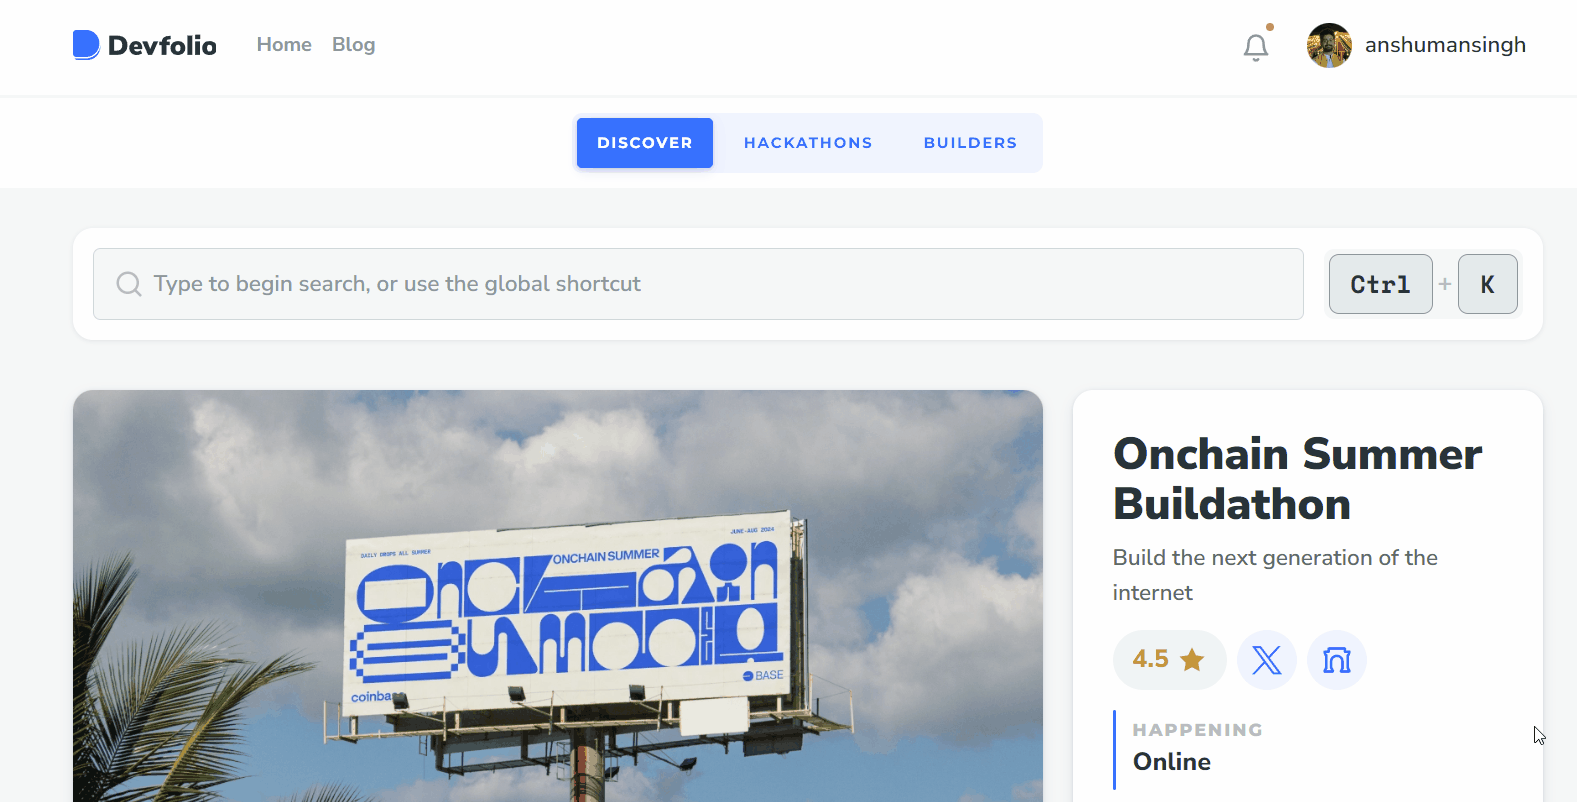 Devfolio
Home
Blog
anshumansingh
DISCOVER
HACKATHONS
BUILDERS
Type to begin search, or use the global shortcut
Ctrl + K
DAILY DROPS ALL SUMMER
ONCHAIN SUMMER
JUNE-AUG 2024
coinba
BASE
Onchain Summer
Buildathon
Build the next generation of the
internet
4.5
HAPPENING
Online